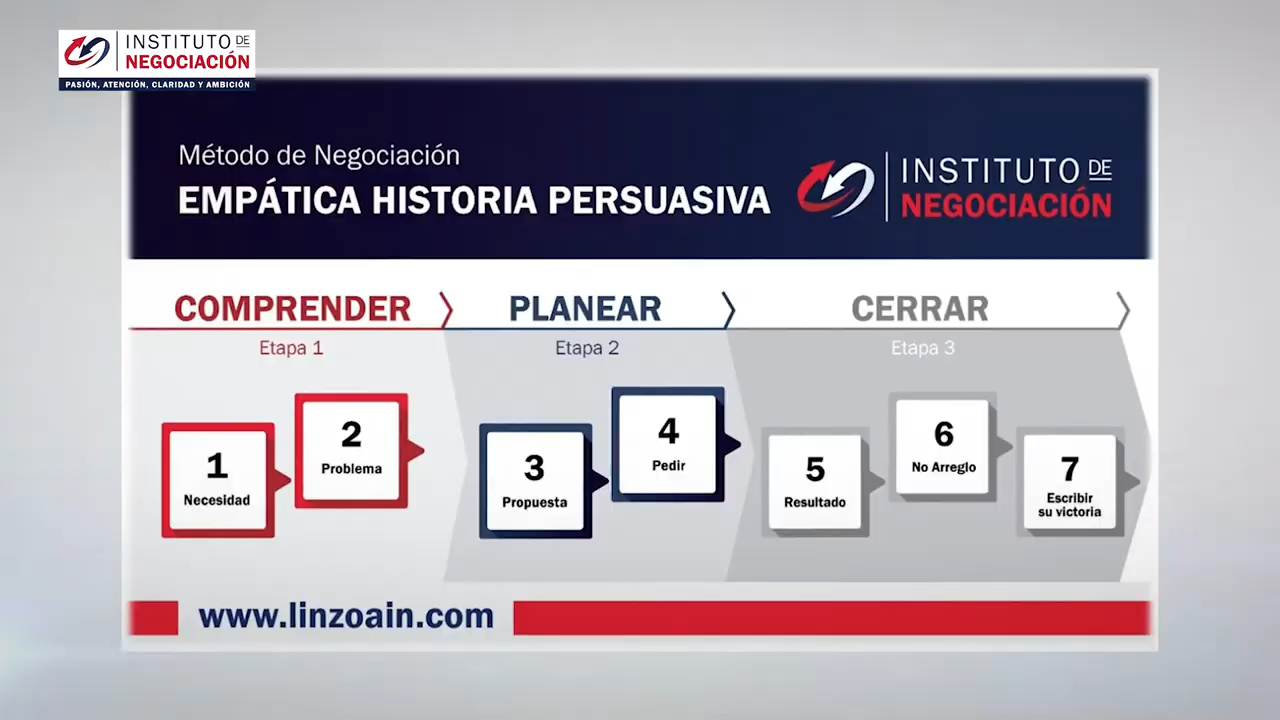 INSTITUTO DE
NEGOCIACIÓN
PASIÓN, ATENCIÓN, CLARIDAD Y AMBICIÓN
Método de Negociación
EMPÁTICA HISTORIA PERSUASIVA
INSTITUTO DE
NEGOCIACIÓN
COMPRENDER
Etapa 1
1
Necesidad
2
Problema
PLANEAR
Etapa 2
3
Propuesta
4
Pedir
CERRAR
Etapa 3
5
Resultado
6
No Arreglo
7
Escribir
su victoria
www.linzoain.com